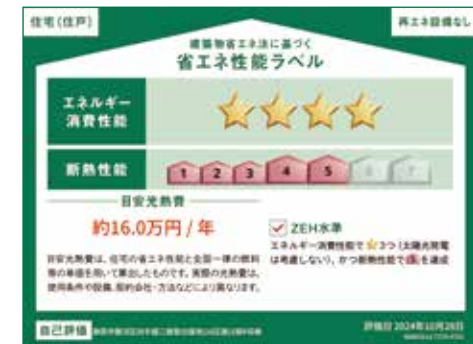 住宅(住戸)
再エネ設備なし
建築物省エネ法に基づく
省エネ性能ラベル
エネルギー
消費性能
断熱性能
1 2 3 4 5 6 7
目安光熱費
約16.0万円 / 年
ZEH水準
エネルギー消費性能で3つ(太陽光発電
は考慮しない)、かつ断熱性能で5を達成
目安光熱費は、住宅の省エネ性能と全国一律の燃料
等の単価を用いて算出したものです。実際の光熱費は、
使用条件や設備、契約会社・方法などにより異なります。
自己評価
評価日 2024年10月28日